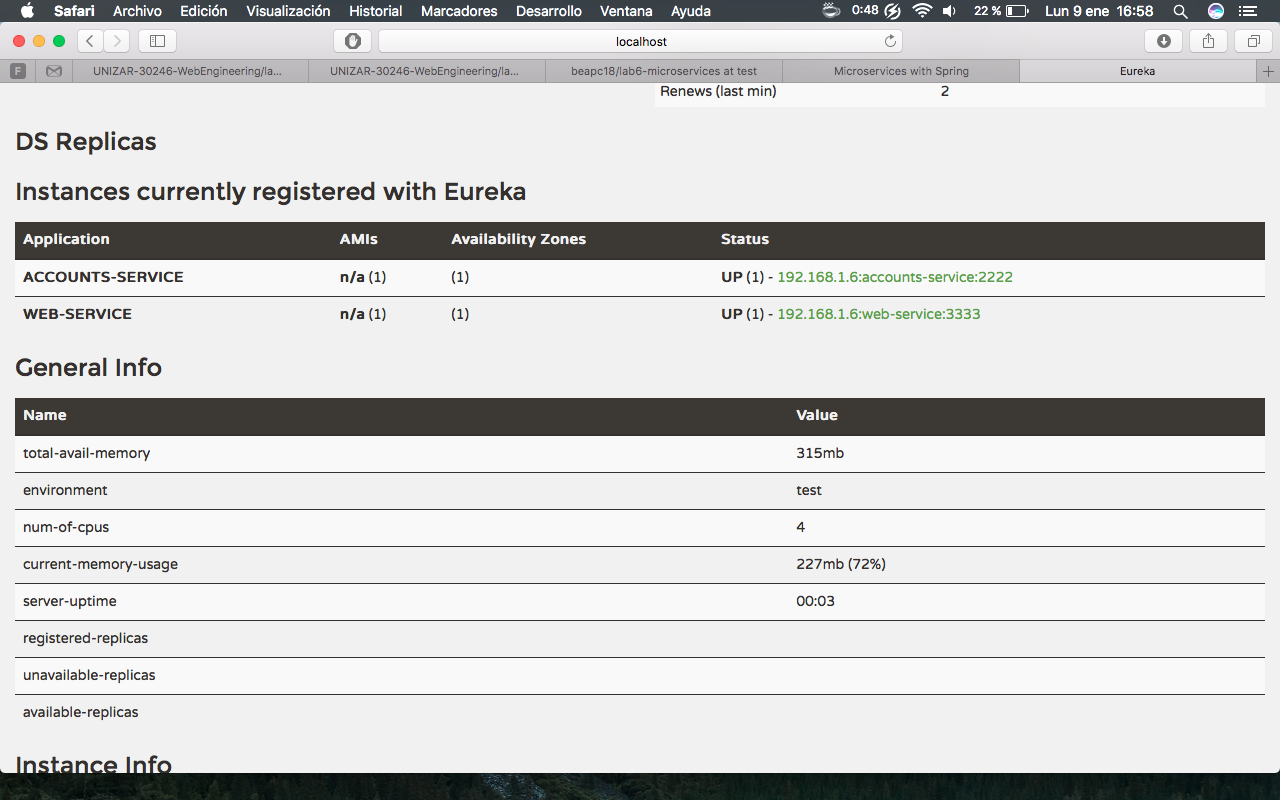 Safari Archivo Edición Visualización Historial Marcadores Desarrollo Ventana Ayuda 0:48 22 % Lun 9 ene 16:58
localhost
F UNIZAR-30246-WebEngineering/la... UNIZAR-30246-WebEngineering/la... beapc18/lab6-microservices at test Microservices with Spring Eureka
Renews (last min) 2
DS Replicas
Instances currently registered with Eureka
Application AMIs Availability Zones Status
ACCOUNTS-SERVICE n/a (1) (1) UP (1) - 192.168.1.6:accounts-service:2222
WEB-SERVICE n/a (1) (1) UP (1) - 192.168.1.6:web-service:3333
General Info
Name Value
total-avail-memory 315mb
environment test
num-of-cpus 4
current-memory-usage 227mb (72%)
server-uptime 00:03
registered-replicas
unavailable-replicas
available-replicas
Instance Info